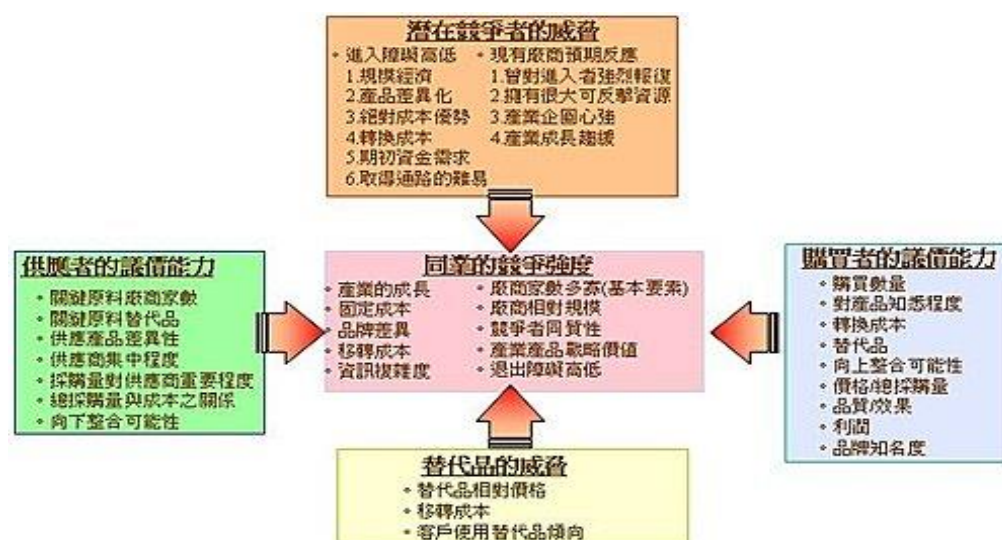 潛在競爭者的威脅
• 進入障礙高低
1.規模經濟
2.產品差異化
3.絕對成本優勢
4.轉換成本
5.期初資金需求
6.取得通路的難易
• 現有廠商預期反應
1.曾對進入者強烈報復
2.擁有很大可反擊資源
3.產業企圖心強
4.產業成長趨緩
供應者的議價能力
• 關鍵原料廠商家數
• 關鍵原料替代品
• 供應產品差異性
• 供應商集中程度
• 採購量對供應商重要程度
• 總採購量與成本之關係
• 向下整合可能性
同業的競爭強度
• 產業的成長
• 固定成本
• 品牌差異
• 移轉成本
• 資訊複雜度
• 廠商家數多寡(基本要素)
• 廠商相對規模
• 競爭者同質性
• 產業產品戰略價值
• 退出障礙高低
購買者的議價能力
• 購買數量
• 對產品知悉程度
• 轉換成本
• 替代品
• 向上整合可能性
• 價格/總採購量
• 品質/效果
• 利潤
• 品牌知名度
替代品的威脅
• 替代品相對價格
• 移轉成本
• 客戶使用替代品傾向